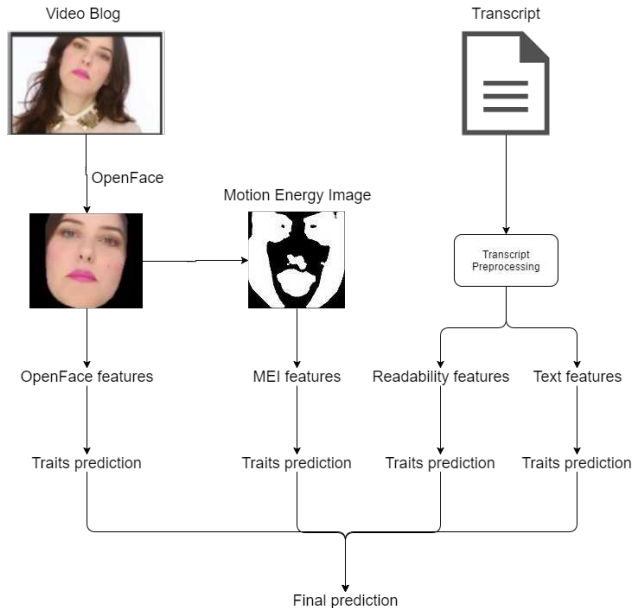 Video Blog
Transcript
OpenFace
Motion Energy Image
Transcript
Preprocessing
OpenFace features
MEI features
Readability features
Text features
Traits prediction
Traits prediction
Traits prediction
Traits prediction
Final prediction